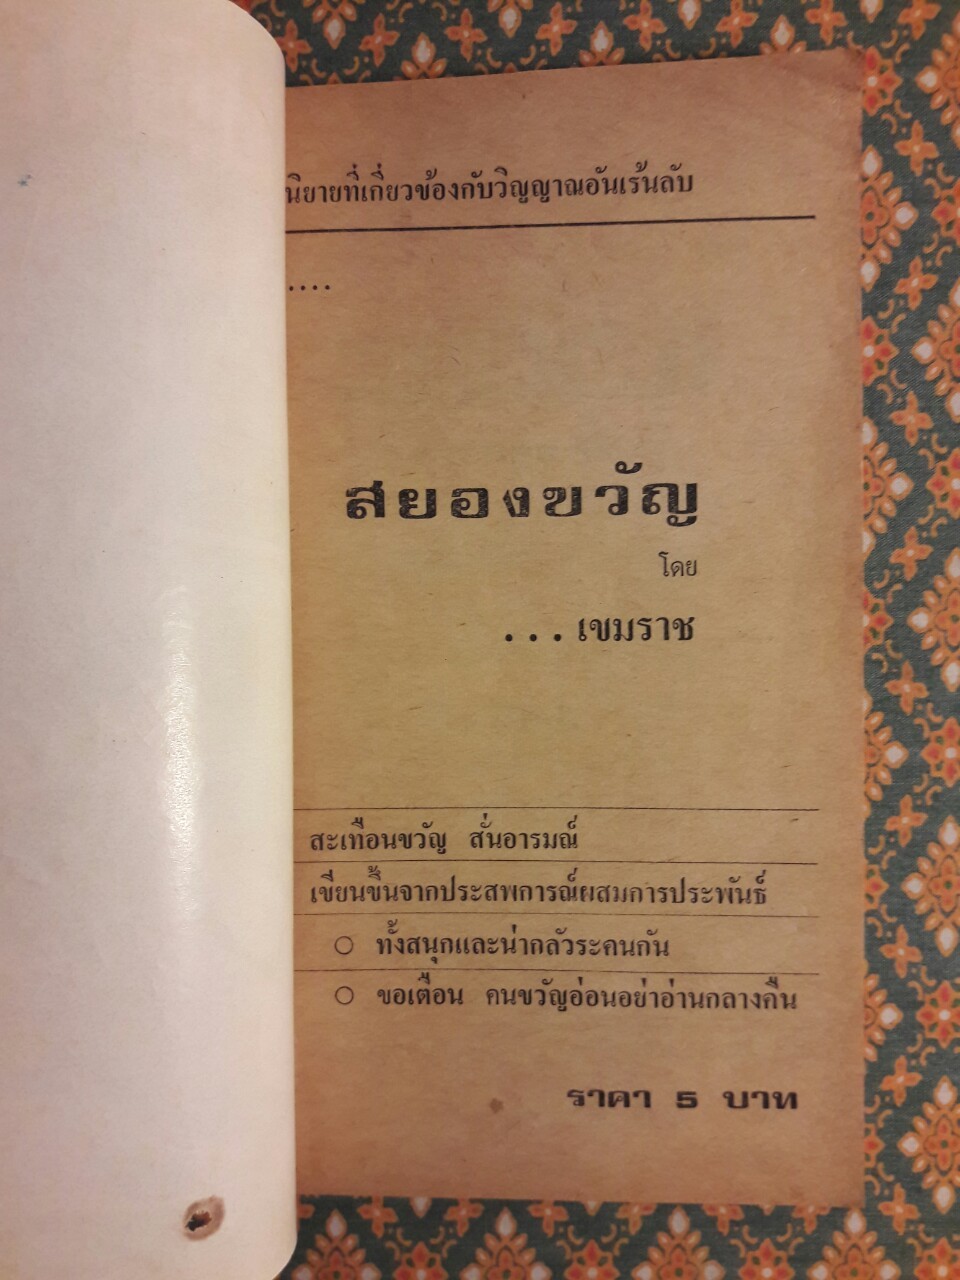 นิยายที่เกี่ยวข้องกับวิญญาณอันเร้นลับ
....
สยองขวัญ
โดย
...เขมราช
สะเทือนขวัญ สั่นอารมณ์
เขียนขึ้นจากประสพการณ์ผสมการประพันธ์
○ ทั้งสนุกและน่ากลัวระคนกัน
○ ขอเตือน คนขวัญอ่อนอย่าอ่านกลางคืน
ราคา 5 บาท